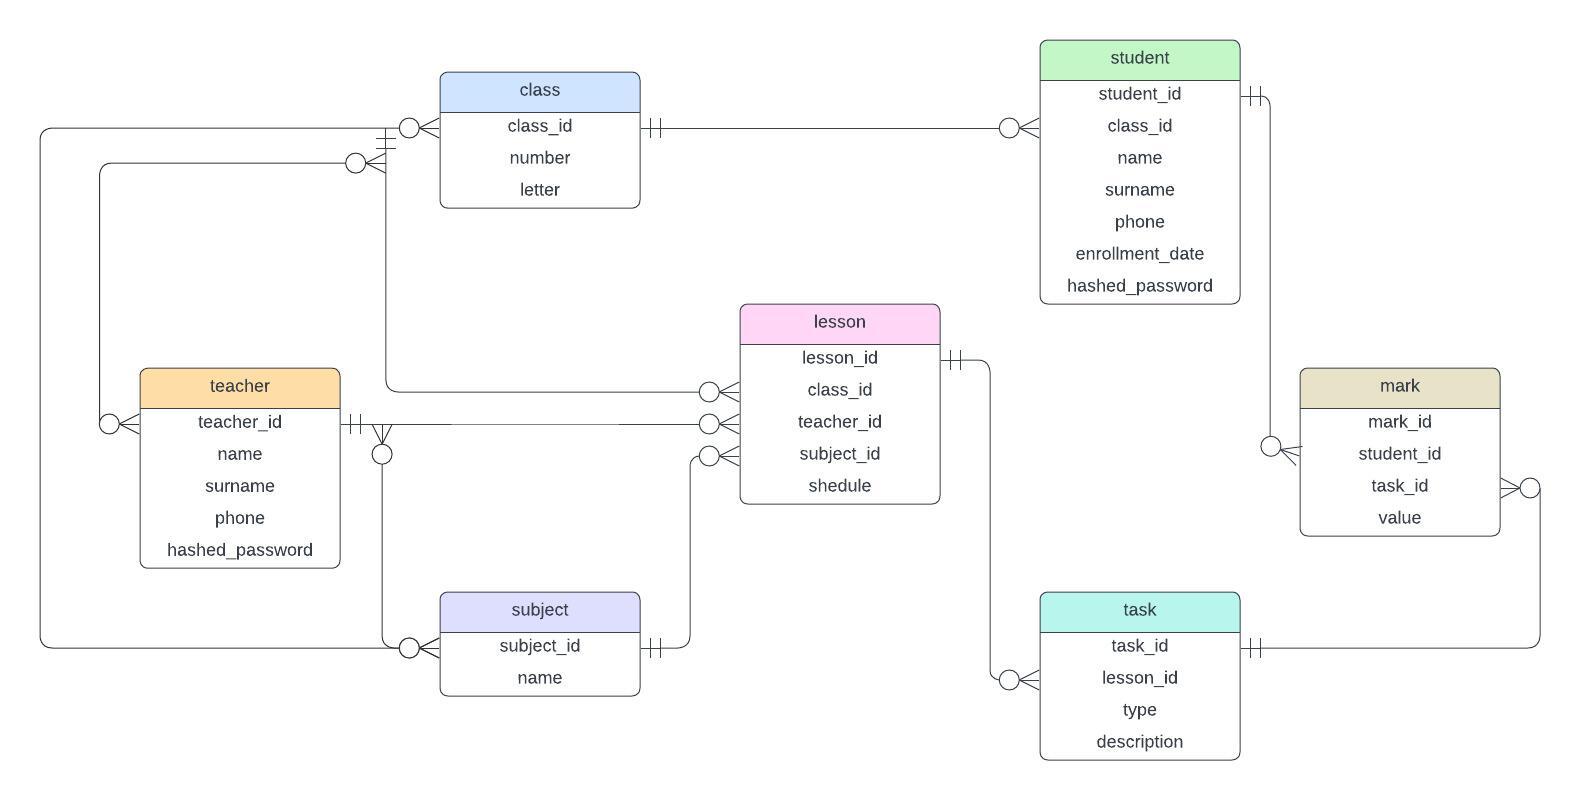 class
class_id
number
letter
student
student_id
class_id
name
surname
phone
enrollment_date
hashed_password
lesson
lesson_id
class_id
teacher_id
subject_id
shedule
teacher
teacher_id
name
surname
phone
hashed_password
mark
mark_id
student_id
task_id
value
subject
subject_id
name
task
task_id
lesson_id
type
description